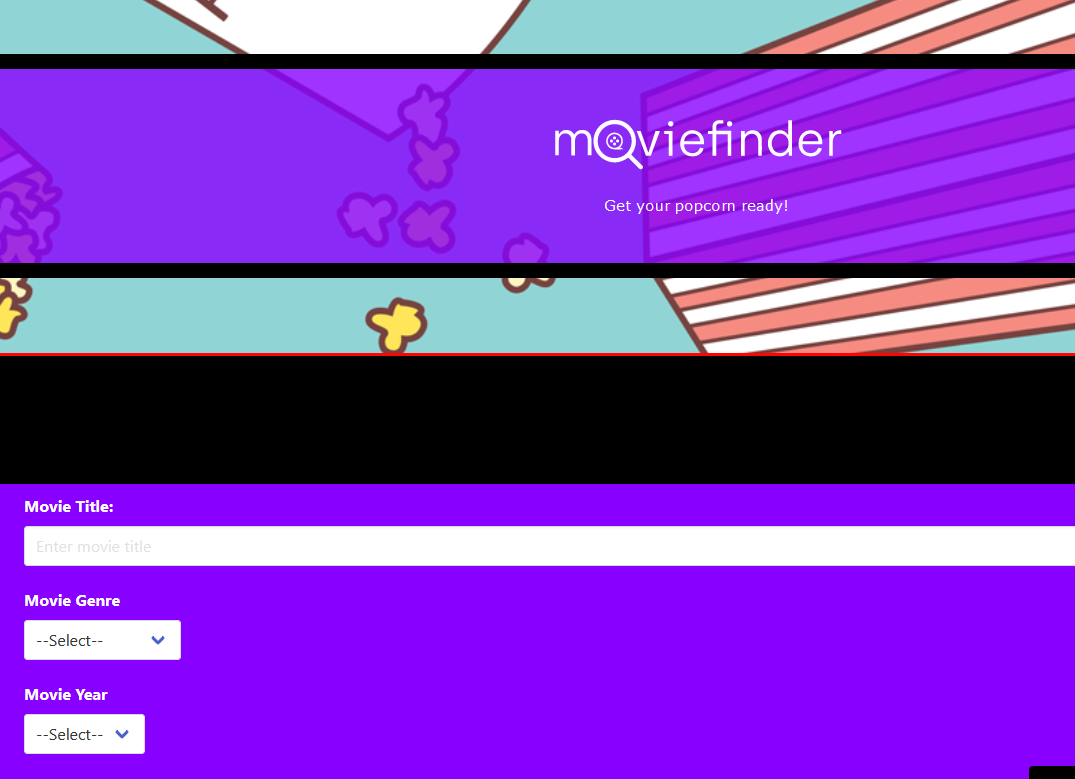 moviefinder
Get your popcorn ready!
Movie Title:
Enter movie title
Movie Genre
--Select--
Movie Year
--Select--